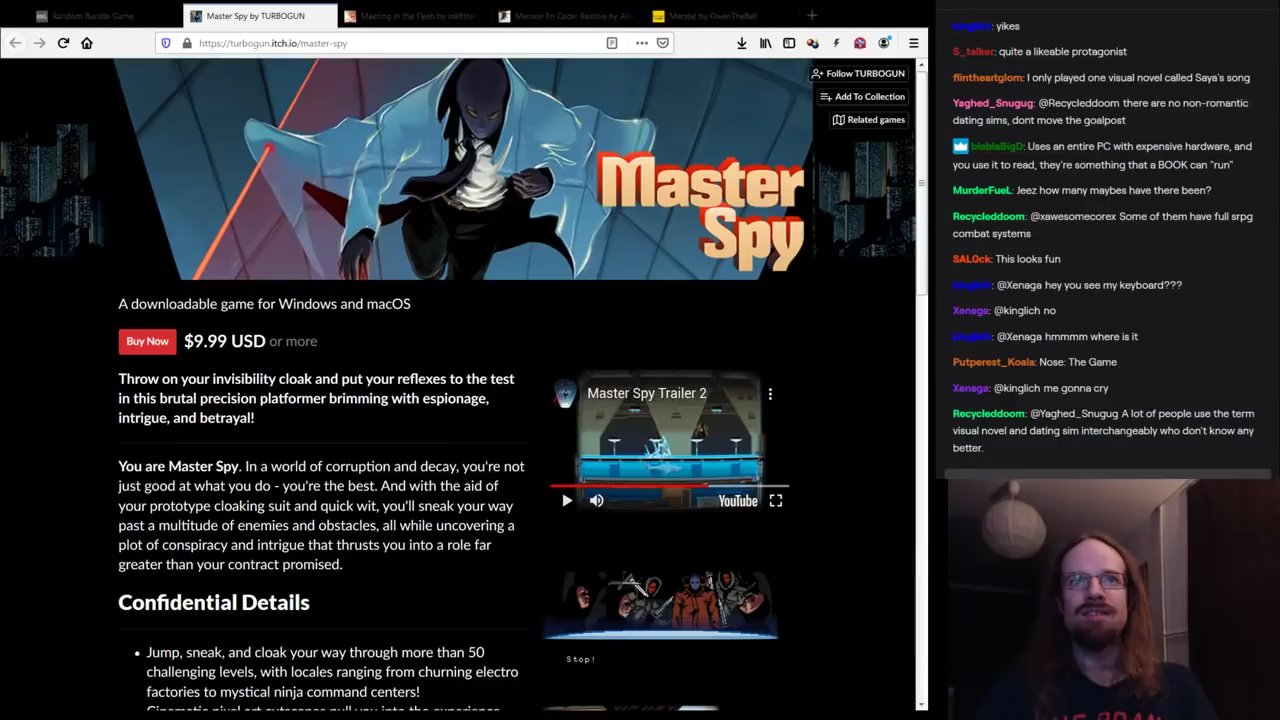 Random Bundle Game
Master Spy by TURBOGUN
Meeting in the Flesh by
Memoir En Code: Reissue by
Mendel by OwenTheBell
https://turbogun.itch.io/master-spy
Follow TURBOGUN
Add To Collection
Related games
Master
Spy
A downloadable game for Windows and macOS
Buy Now $9.99 USD or more
Throw on your invisibility cloak and put your reflexes to the test
in this brutal precision platformer brimming with espionage,
intrigue, and betrayal!
You are Master Spy. In a world of corruption and decay, you're not
just good at what you do - you're the best. And with the aid of
your prototype cloaking suit and quick wit, you'll sneak your way
past a multitude of enemies and obstacles, all while uncovering a
plot of conspiracy and intrigue that thrusts you into a role far
greater than your contract promised.
Confidential Details
• Jump, sneak, and cloak your way through more than 50
challenging levels, with locales ranging from churning electro
factories to mystical ninja command centers!
Cinematic pixel art cutscenes pull you into the experience
Master Spy Trailer 2
YouTube
Stop!
kinglich: yikes
S_talker: quite a likeable protagonist
flintheartglom: I only played one visual novel called Saya's song
Yaghed_Snugug: @Recycleddoom there are no non-romantic
dating sims, dont move the goalpost
blablaBigD: Uses an entire PC with expensive hardware, and
you use it to read, they're something that a BOOK can "run"
MurderFueL: Jeez how many maybes have there been?
Recycleddoom: @xawesomecorex Some of them have full srpg
combat systems
SAL0ck: This looks fun
kinglich: @Xenaga hey you see my keyboard???
Xenaga: @kinglich no
kinglich: @Xenaga hmmmm where is it
Putperest_Koala: Nose: The Game
Xenaga: @kinglich me gonna cry
Recycleddoom: @Yaghed_Snugug A lot of people use the term
visual novel and dating sim interchangeably who don't know any
better.